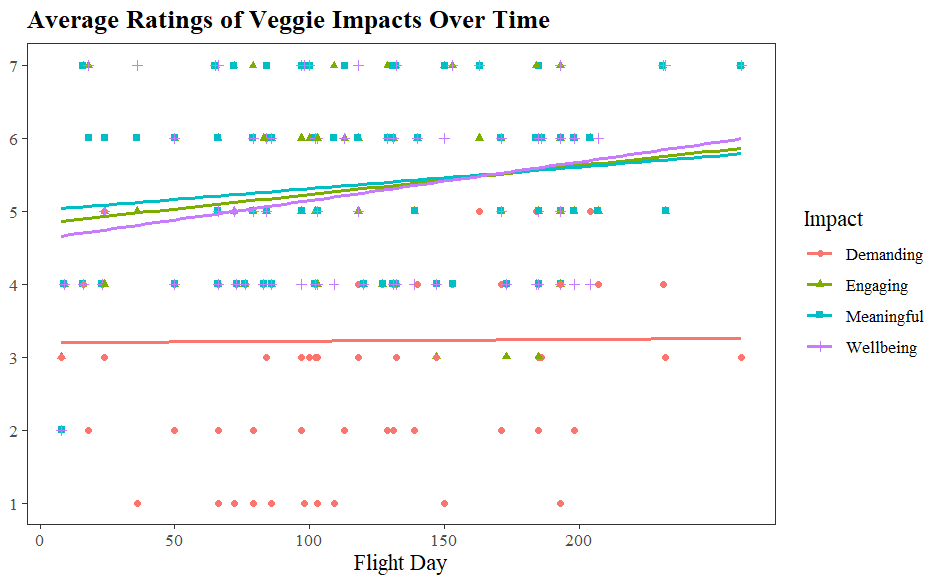 Average Ratings of Veggie Impacts Over Time
7
6
5
4
3
2
1
0
50
100
150
200
Flight Day
Impact
Demanding
Engaging
Meaningful
Wellbeing